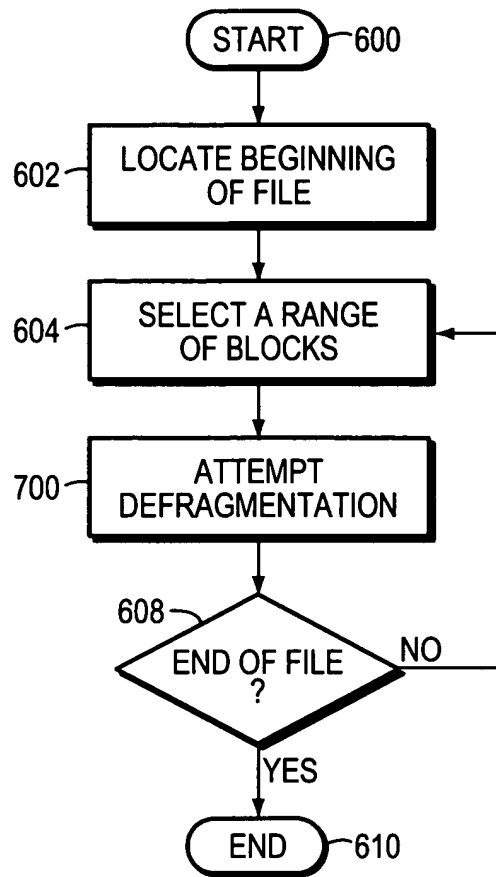 START
600
602
LOCATE BEGINNING
OF FILE
604
SELECT A RANGE
OF BLOCKS
700
ATTEMPT
DEFRAGMENTATION
608
END OF FILE
?
NO
YES
END
610